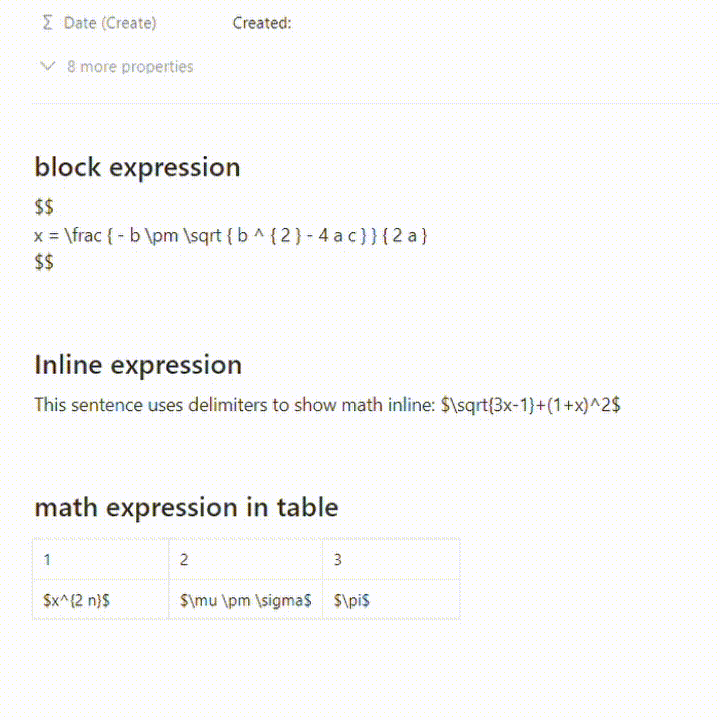 Σ Date (Create) Created:
8 more properties
block expression
$$
x = \frac { - b \pm \sqrt { b ^ { 2 } - 4 a c } } { 2 a }
$$
Inline expression
This sentence uses delimiters to show math inline: $\sqrt{3x-1}+(1+x)^2$
math expression in table
1 2 3
$x^{2 n}$ $\mu \pm \sigma$ $\pi$